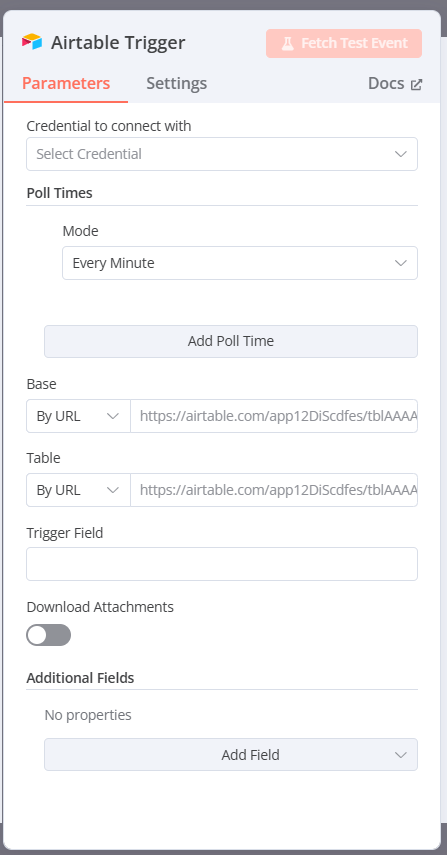 Airtable Trigger
Fetch Test Event
Parameters
Settings
Docs
Credential to connect with
Select Credential
Poll Times
Mode
Every Minute
Add Poll Time
Base
By URL
https://airtable.com/app12DiScdfes/tblAAAA
Table
By URL
https://airtable.com/app12DiScdfes/tblAAAA
Trigger Field
Download Attachments
Additional Fields
No properties
Add Field